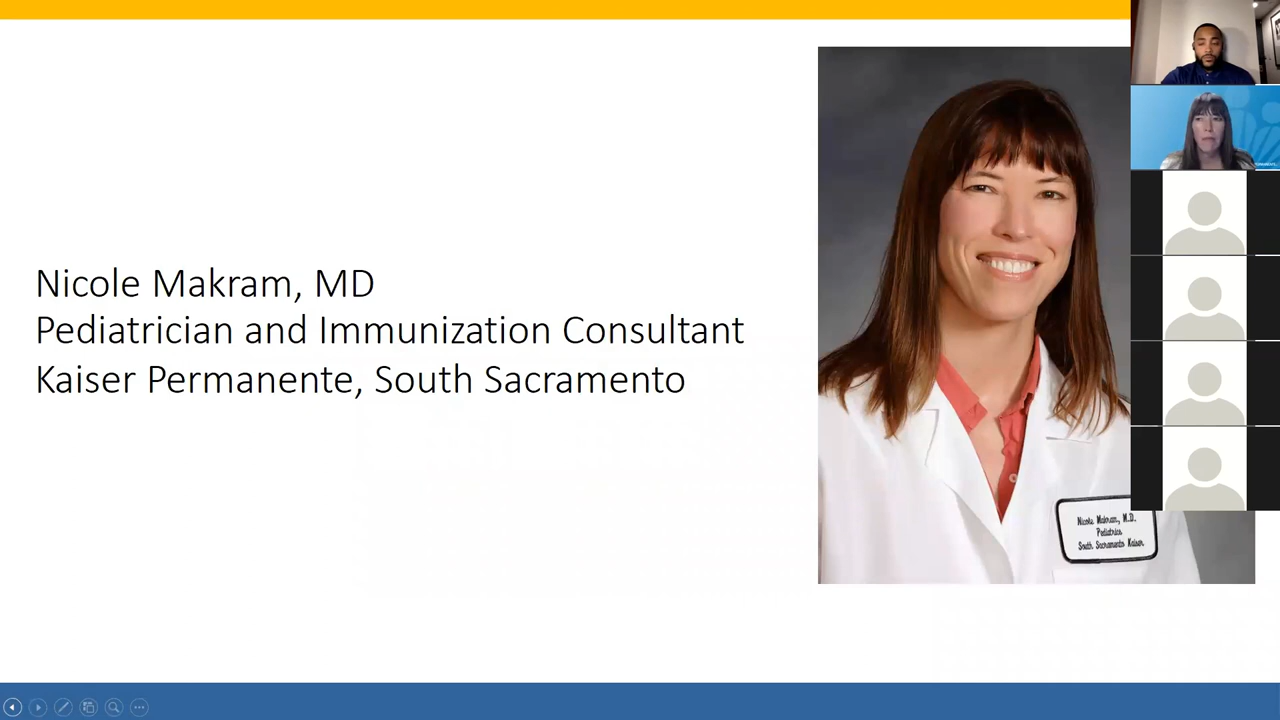 Nicole Makram, MD
Pediatrician and Immunization Consultant
Kaiser Permanente, South Sacramento
Nicole Makram, M.D.
Pediatrics
South Sacramento Kaiser